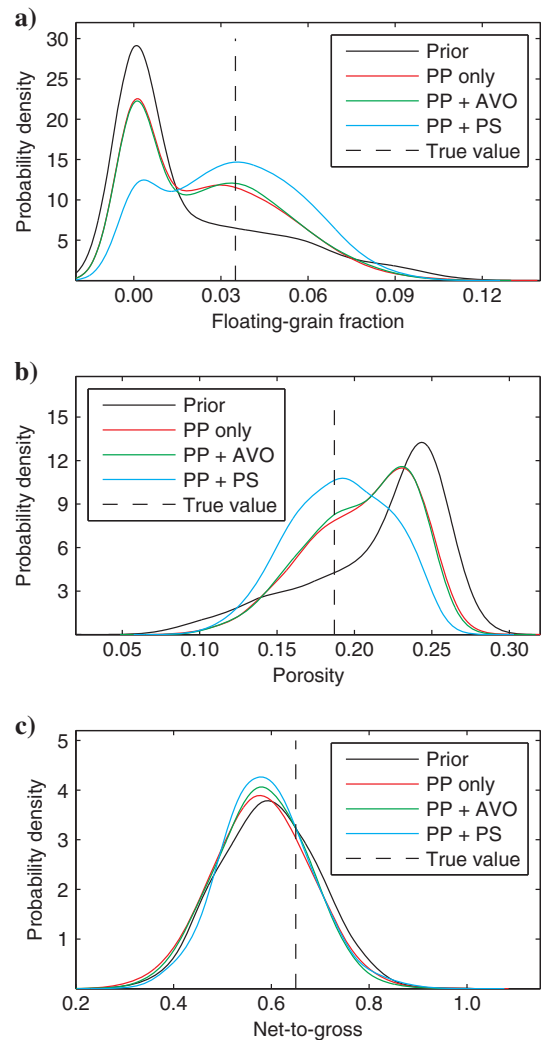 a)
30
25
20
15
10
5
Probability density
Prior
PP only
PP + AVO
PP + PS
True value
0.00
0.03
0.06
0.09
0.12
Floating-grain fraction
b)
15
12
9
6
3
Probability density
Prior
PP only
PP + AVO
PP + PS
True value
0.05
0.10
0.15
0.20
0.25
0.30
Porosity
c)
5
4
3
2
1
Probability density
Prior
PP only
PP + AVO
PP + PS
True value
0.2
0.4
0.6
0.8
1.0
Net-to-gross